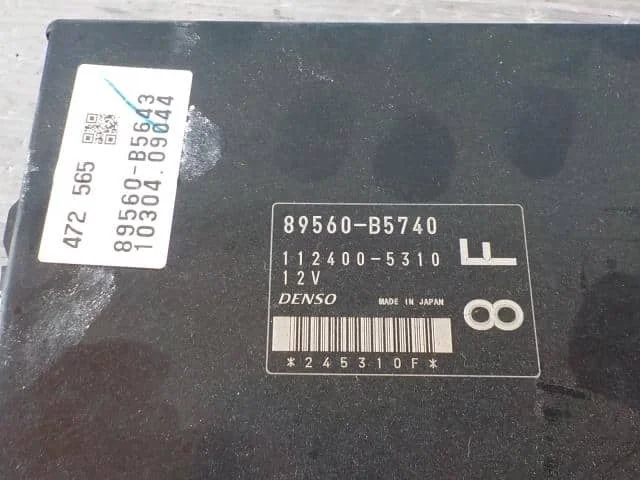 472 565
89560-B5643
10304.09044
89560-B5740
112400-5310
12V
DENSO MADE IN JAPAN
*245310F*
F
8